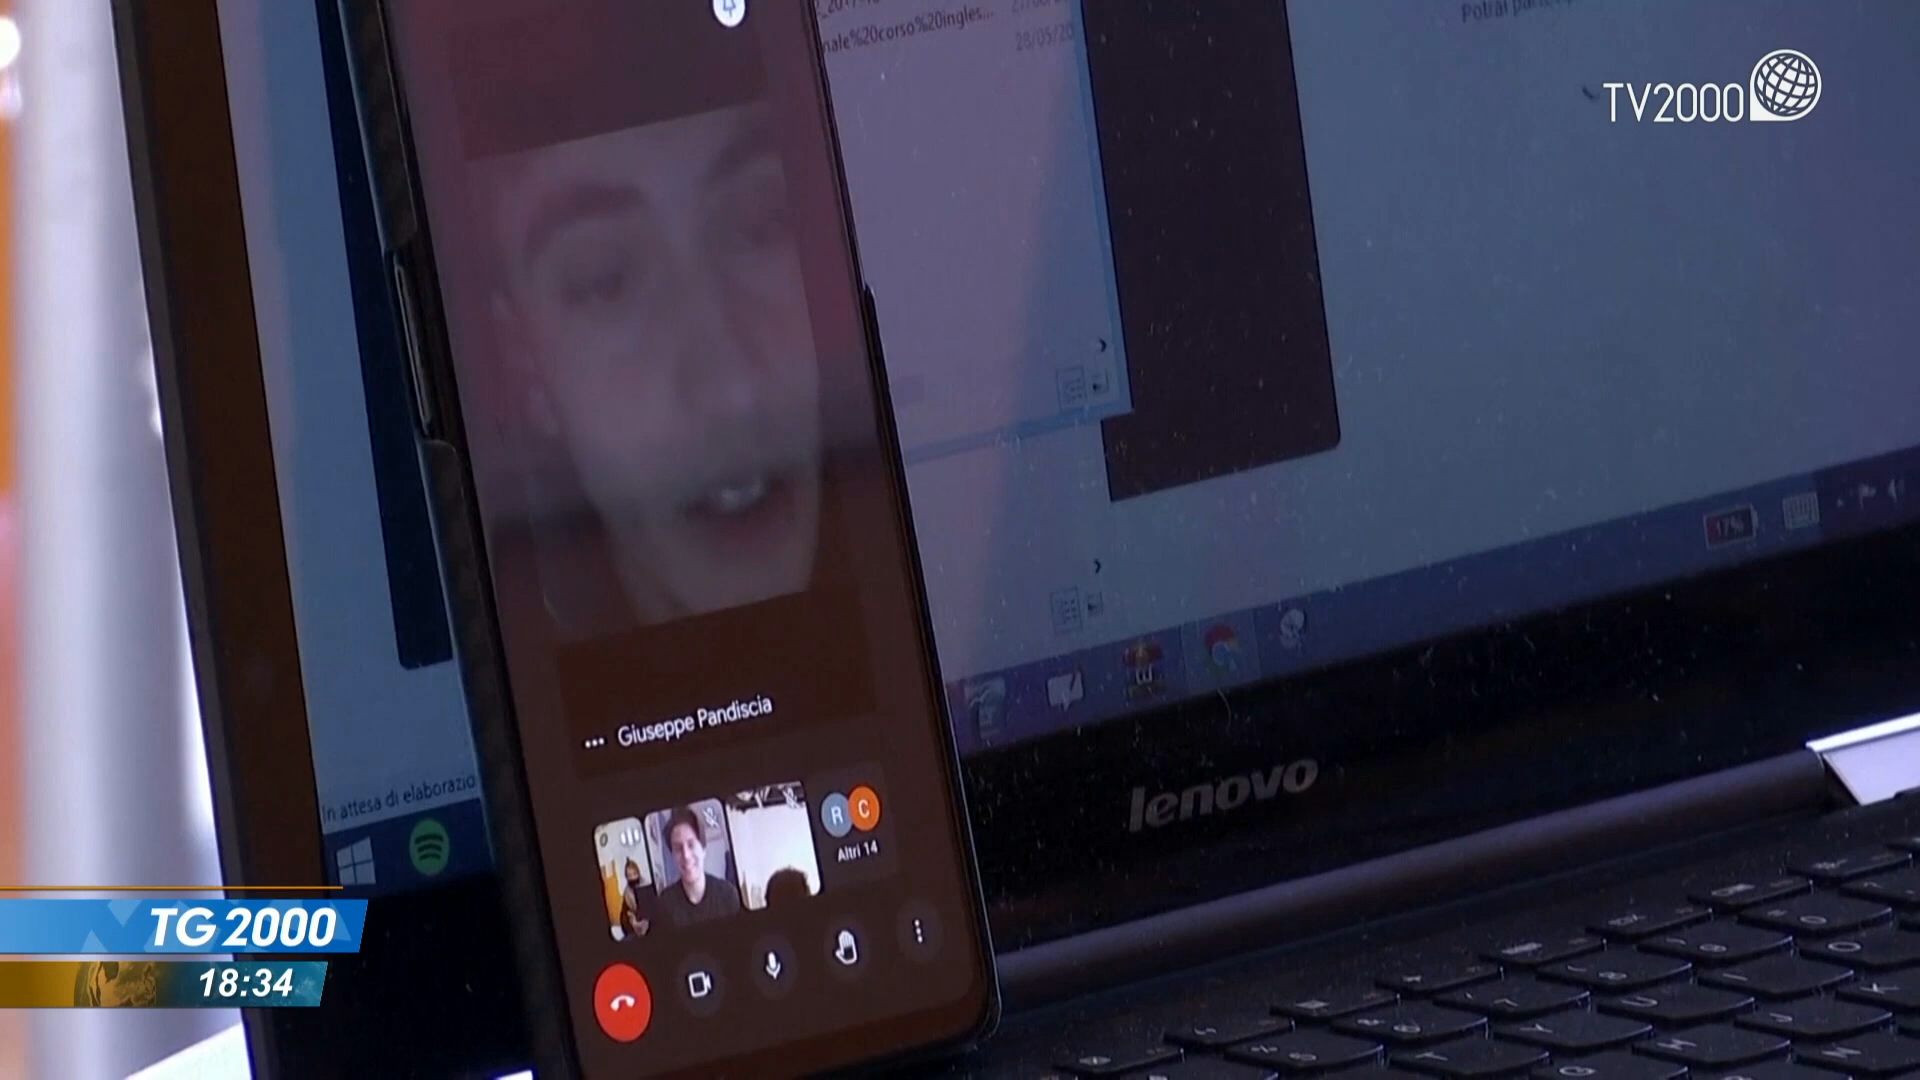 nale%20corso%20ingles...
28/05/20
TV2000
17%
Giuseppe Pandiscia
In attesa di elaborazio
R
C
Altri 14
lenovo
TG 2000
18:34